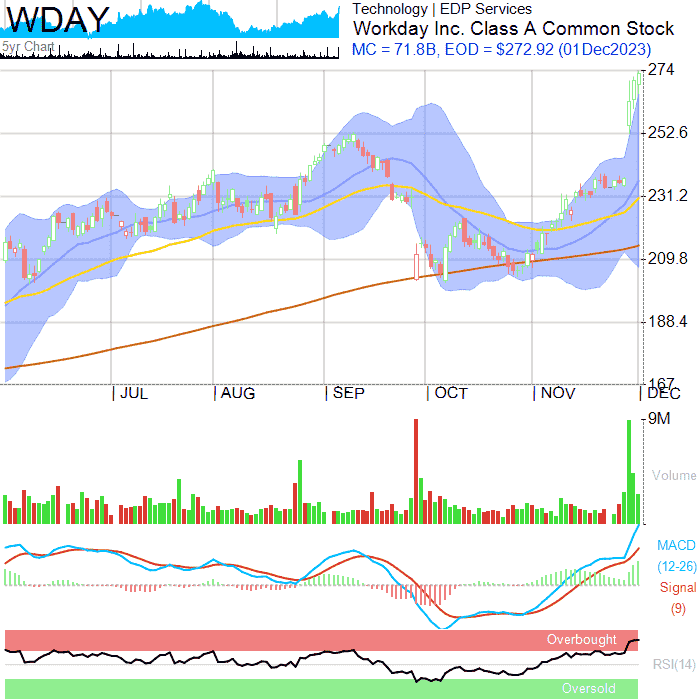 WDAY
5yr Chart
Technology | EDP Services
Workday Inc. Class A Common Stock
MC = 71.8B, EOD = $272.92 (01Dec2023)
274
252.6
231.2
209.8
188.4
167
JUL AUG SEP OCT NOV DEC
9M
Volume
MACD
(12-26)
Signal
(9)
Overbought
RSI(14)
Oversold